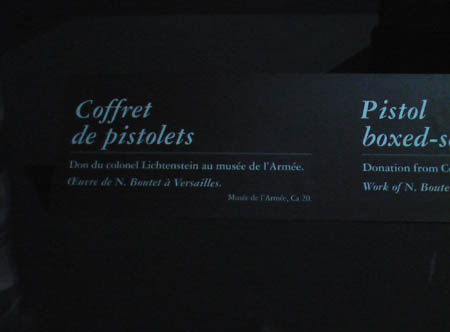 Coffret
de pistolets
Don du colonel Lichtenstein au musée de l'Armée.
Œuvre de N. Boutet à Versailles.
Musée de l'Armée, Ca 20.
Pistol
boxed-s
Donation from C
Work of N. Boute